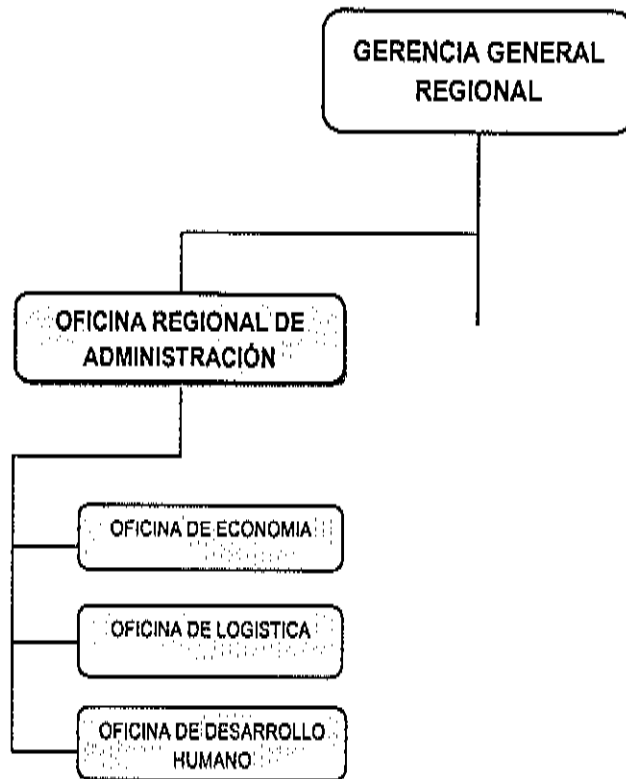 GERENCIA GENERAL
REGIONAL
OFICINA REGIONAL DE
ADMINISTRACIÓN
OFICINA DE ECONOMIA
OFICINA DE LOGISTICA
OFICINA DE DESARROLLO
HUMANO